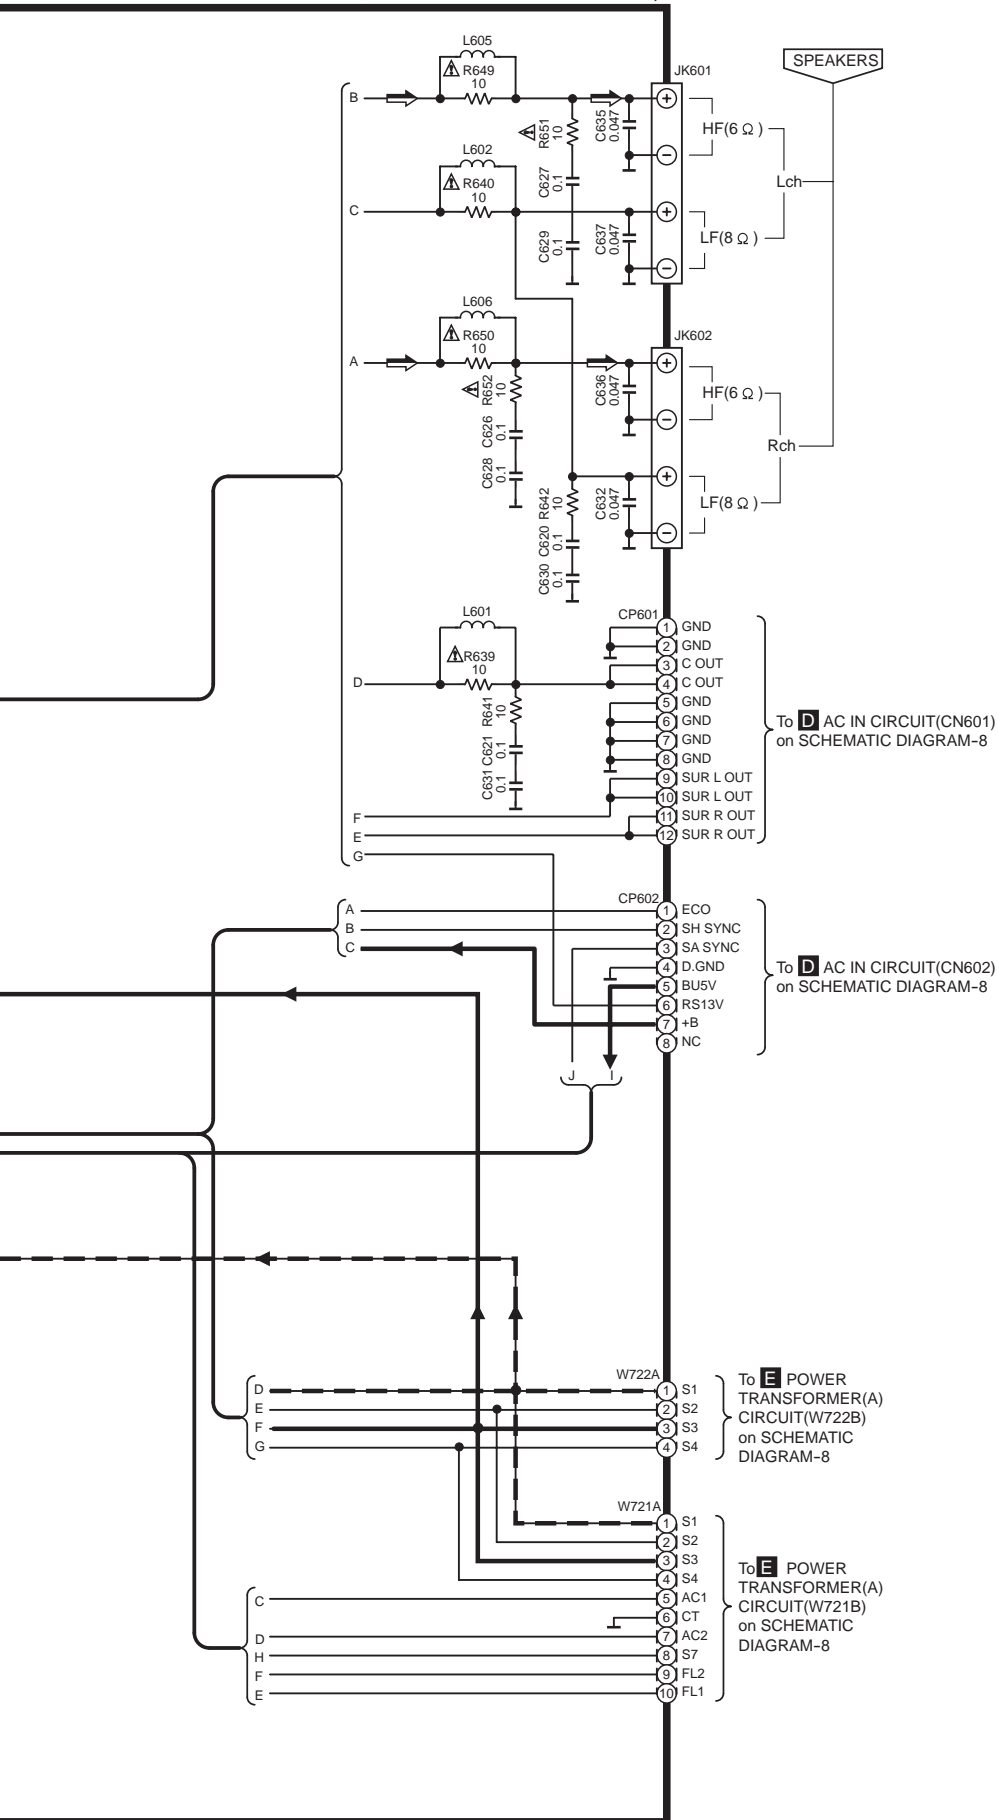 L605
R649
10
B
SPEAKERS
JK601
+
HF(6 Ω)
R651
10
C635
0.047
−
L602
R640
10
C627
0.1
Lch
C
+
LF(8 Ω)
C629
0.1
C637
0.047
−
L606
R650
10
A
JK602
+
HF(6 Ω)
R652
10
C636
0.047
−
C626
0.1
Rch
C628
0.1
+
LF(8 Ω)
R642
10
C632
0.047
−
C620
0.1
C630
0.1
L601
R639
10
D
R641
10
C621
0.1
C631
0.1
F
E
G
CP601
1 GND
2 GND
3 C OUT
4 C OUT
5 GND
6 GND
7 GND
8 GND
9 SUR L OUT
10 SUR L OUT
11 SUR R OUT
12 SUR R OUT
To D AC IN CIRCUIT(CN601)
on SCHEMATIC DIAGRAM-8
A
B
C
CP602
1 ECO
2 SH SYNC
3 SA SYNC
4 D.GND
5 BU5V
6 RS13V
7 +B
8 NC
To D AC IN CIRCUIT(CN602)
on SCHEMATIC DIAGRAM-8
J I
D
E
F
G
W722A
1 S1
2 S2
3 S3
4 S4
To E POWER
TRANSFORMER(A)
CIRCUIT(W722B)
on SCHEMATIC
DIAGRAM-8
W721A
1 S1
2 S2
3 S3
4 S4
5 AC1
6 CT
7 AC2
8 S7
9 FL2
10 FL1
C
D
H
F
E
To E POWER
TRANSFORMER(A)
CIRCUIT(W721B)
on SCHEMATIC
DIAGRAM-8